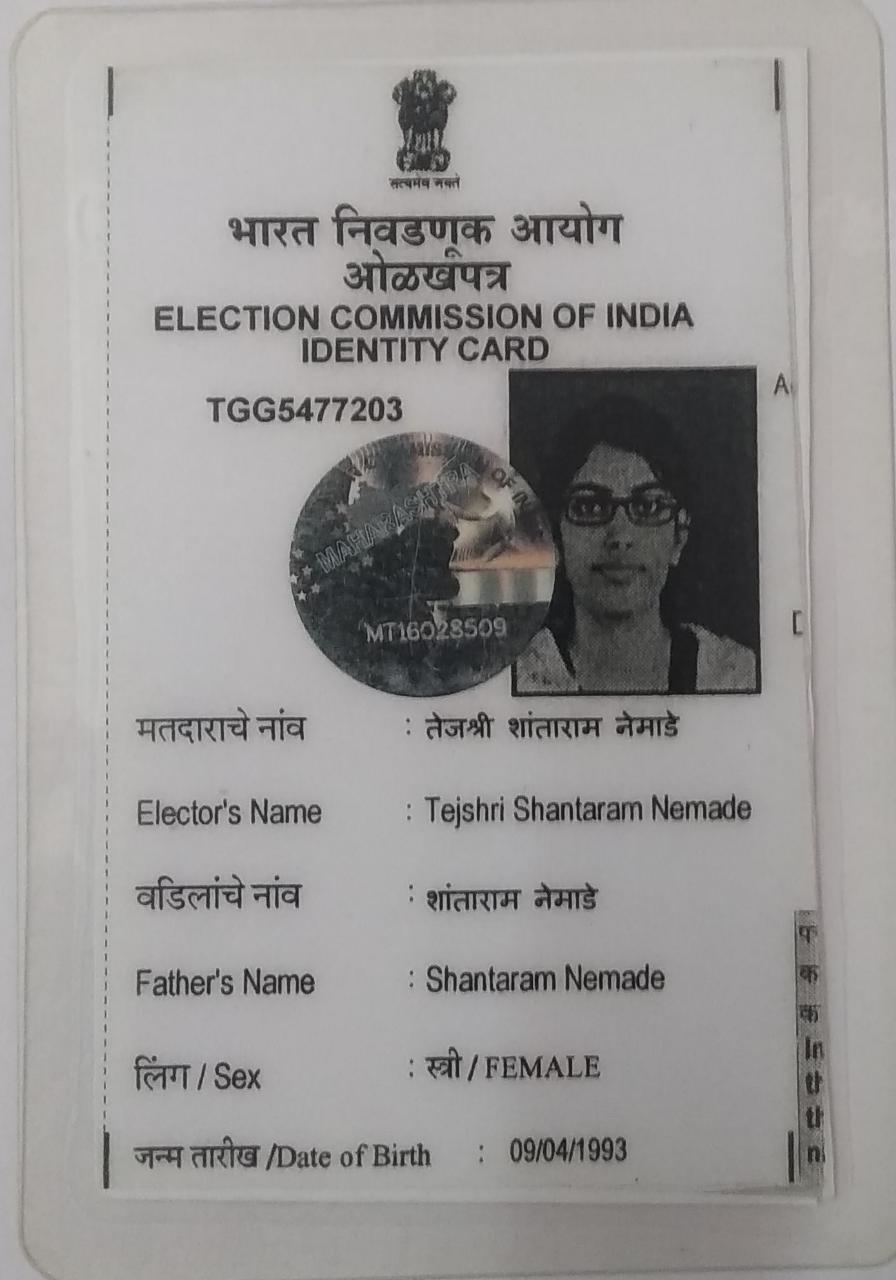 सत्यमेव जयते
भारत निवडणूक आयोग
ओळखपत्र
ELECTION COMMISSION OF INDIA
IDENTITY CARD
TGG5477203
MAHARASHTRA
MT16028509
मतदाराचे नांव : तेजश्री शांताराम नेमाडे
Elector's Name : Tejshri Shantaram Nemade
वडिलांचे नांव : शांताराम नेमाडे
Father's Name : Shantaram Nemade
लिंग / Sex : स्त्री / FEMALE
जन्म तारीख /Date of Birth : 09/04/1993